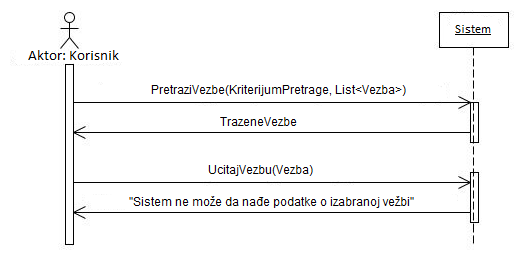 Sistem
Aktor: Korisnik
PretraziVezbe(KriterijumPretrage, List<Vezba>)
TrazeneVezbe
UcitajVezbu(Vezba)
"Sistem ne može da nađe podatke o izabranoj vežbi"